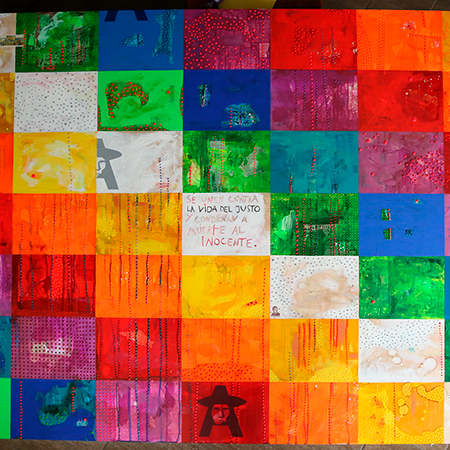 SE UNEN CONTRA
LA VIDA DEL JUSTO
Y CONDENAN A
MUERTE AL
INOCENTE.